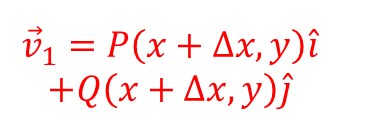 v⃗₁ = P(x + Δx, y)î
+Q(x + Δx, y)ĵ